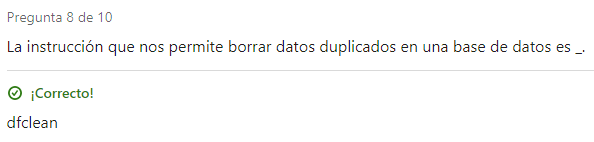 Pregunta 8 de 10
La instrucción que nos permite borrar datos duplicados en una base de datos es _.
¡Correcto!
dfclean